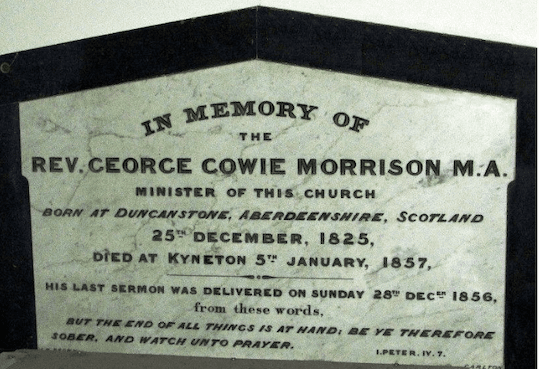 IN MEMORY OF
THE
REV. GEORGE COWIE MORRISON M.A.
MINISTER OF THIS CHURCH
BORN AT DUNCANSTONE, ABERDEENSHIRE, SCOTLAND
25TH DECEMBER, 1825,
DIED AT KYNETON 5TH JANUARY, 1857,
HIS LAST SERMON WAS DELIVERED ON SUNDAY 28TH DECER 1856,
from these words,
BUT THE END OF ALL THINGS IS AT HAND; BE YE THEREFORE
SOBER, AND WATCH UNTO PRAYER. I. PETER. IV. 7.